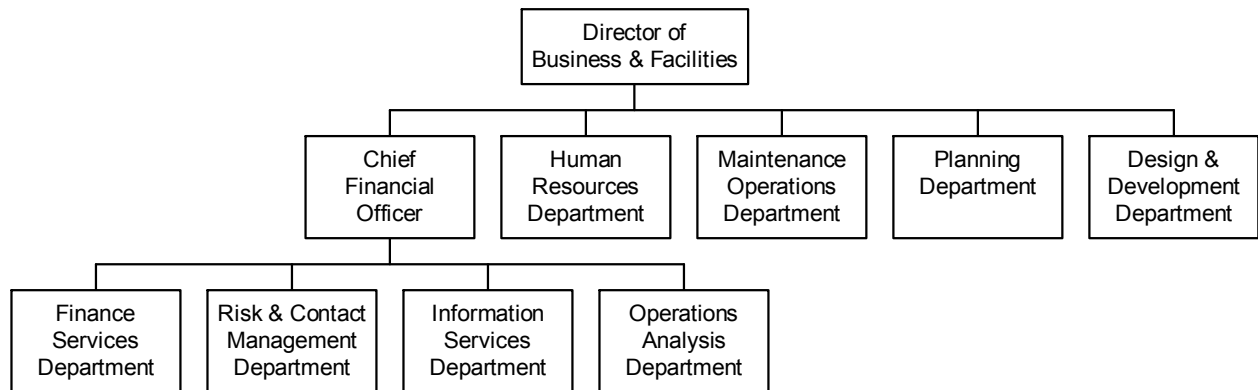 Director of
Business & Facilities
Chief
Financial
Officer
Human
Resources
Department
Maintenance
Operations
Department
Planning
Department
Design &
Development
Department
Finance
Services
Department
Risk & Contact
Management
Department
Information
Services
Department
Operations
Analysis
Department